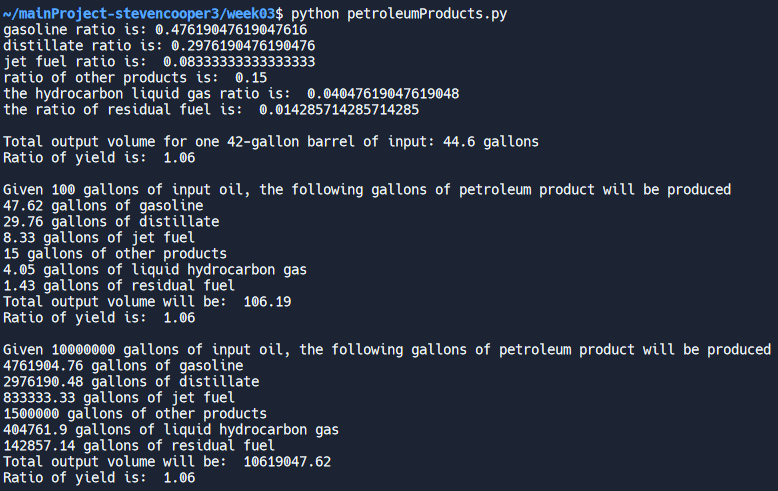 ~/mainProject-stevencooper3/week03$ python petroleumProducts.py
gasoline ratio is: 0.47619047619047616
distillate ratio is: 0.2976190476190476
jet fuel ratio is:  0.08333333333333333
ratio of other products is:  0.15
the hydrocarbon liquid gas ratio is:  0.04047619047619048
the ratio of residual fuel is:  0.014285714285714285

Total output volume for one 42-gallon barrel of input: 44.6 gallons
Ratio of yield is:  1.06

Given 100 gallons of input oil, the following gallons of petroleum product will be produced
47.62 gallons of gasoline
29.76 gallons of distillate
8.33 gallons of jet fuel
15 gallons of other products
4.05 gallons of liquid hydrocarbon gas
1.43 gallons of residual fuel
Total output volume will be:  106.19
Ratio of yield is:  1.06

Given 10000000 gallons of input oil, the following gallons of petroleum product will be produced
4761904.76 gallons of gasoline
2976190.48 gallons of distillate
833333.33 gallons of jet fuel
1500000 gallons of other products
404761.9 gallons of liquid hydrocarbon gas
142857.14 gallons of residual fuel
Total output volume will be:  10619047.62
Ratio of yield is:  1.06